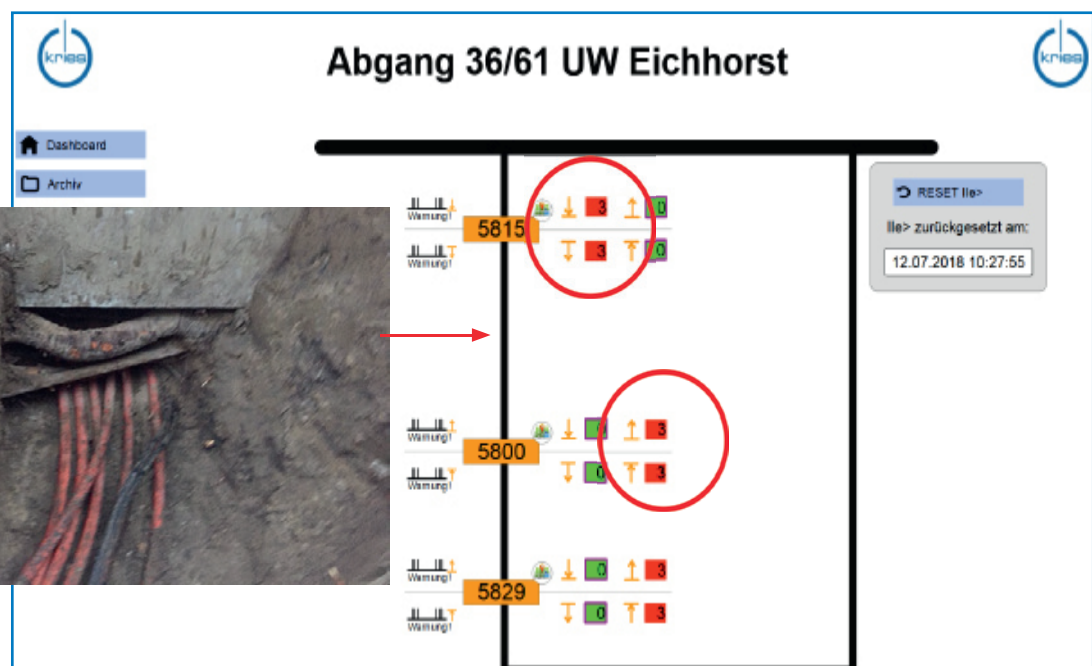 kries
Abgang 36/61 UW Eichhorst
kries
Dashboard
Archiv
RESET IIe>
IIe> zurückgesetzt am:
12.07.2018 10:27:55
Warnung!
5815
3 0
Warnung!
3 0
Warnung!
5800
0 3
Warnung!
0 3
Warnung!
5829
0 3
Warnung!
0 3